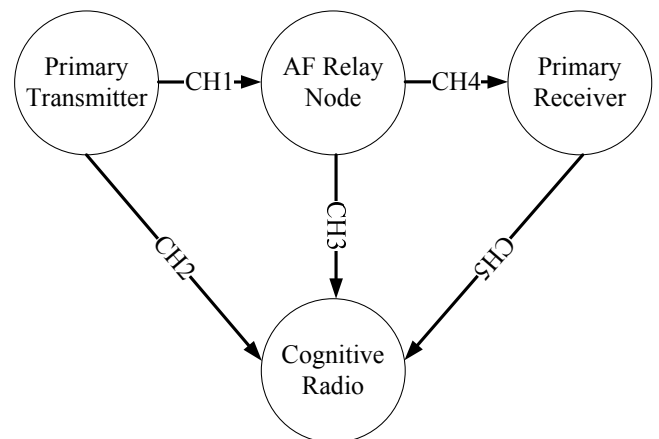 Primary
Transmitter
CH1
AF Relay
Node
CH4
Primary
Receiver
CH2
CH3
CH5
Cognitive
Radio